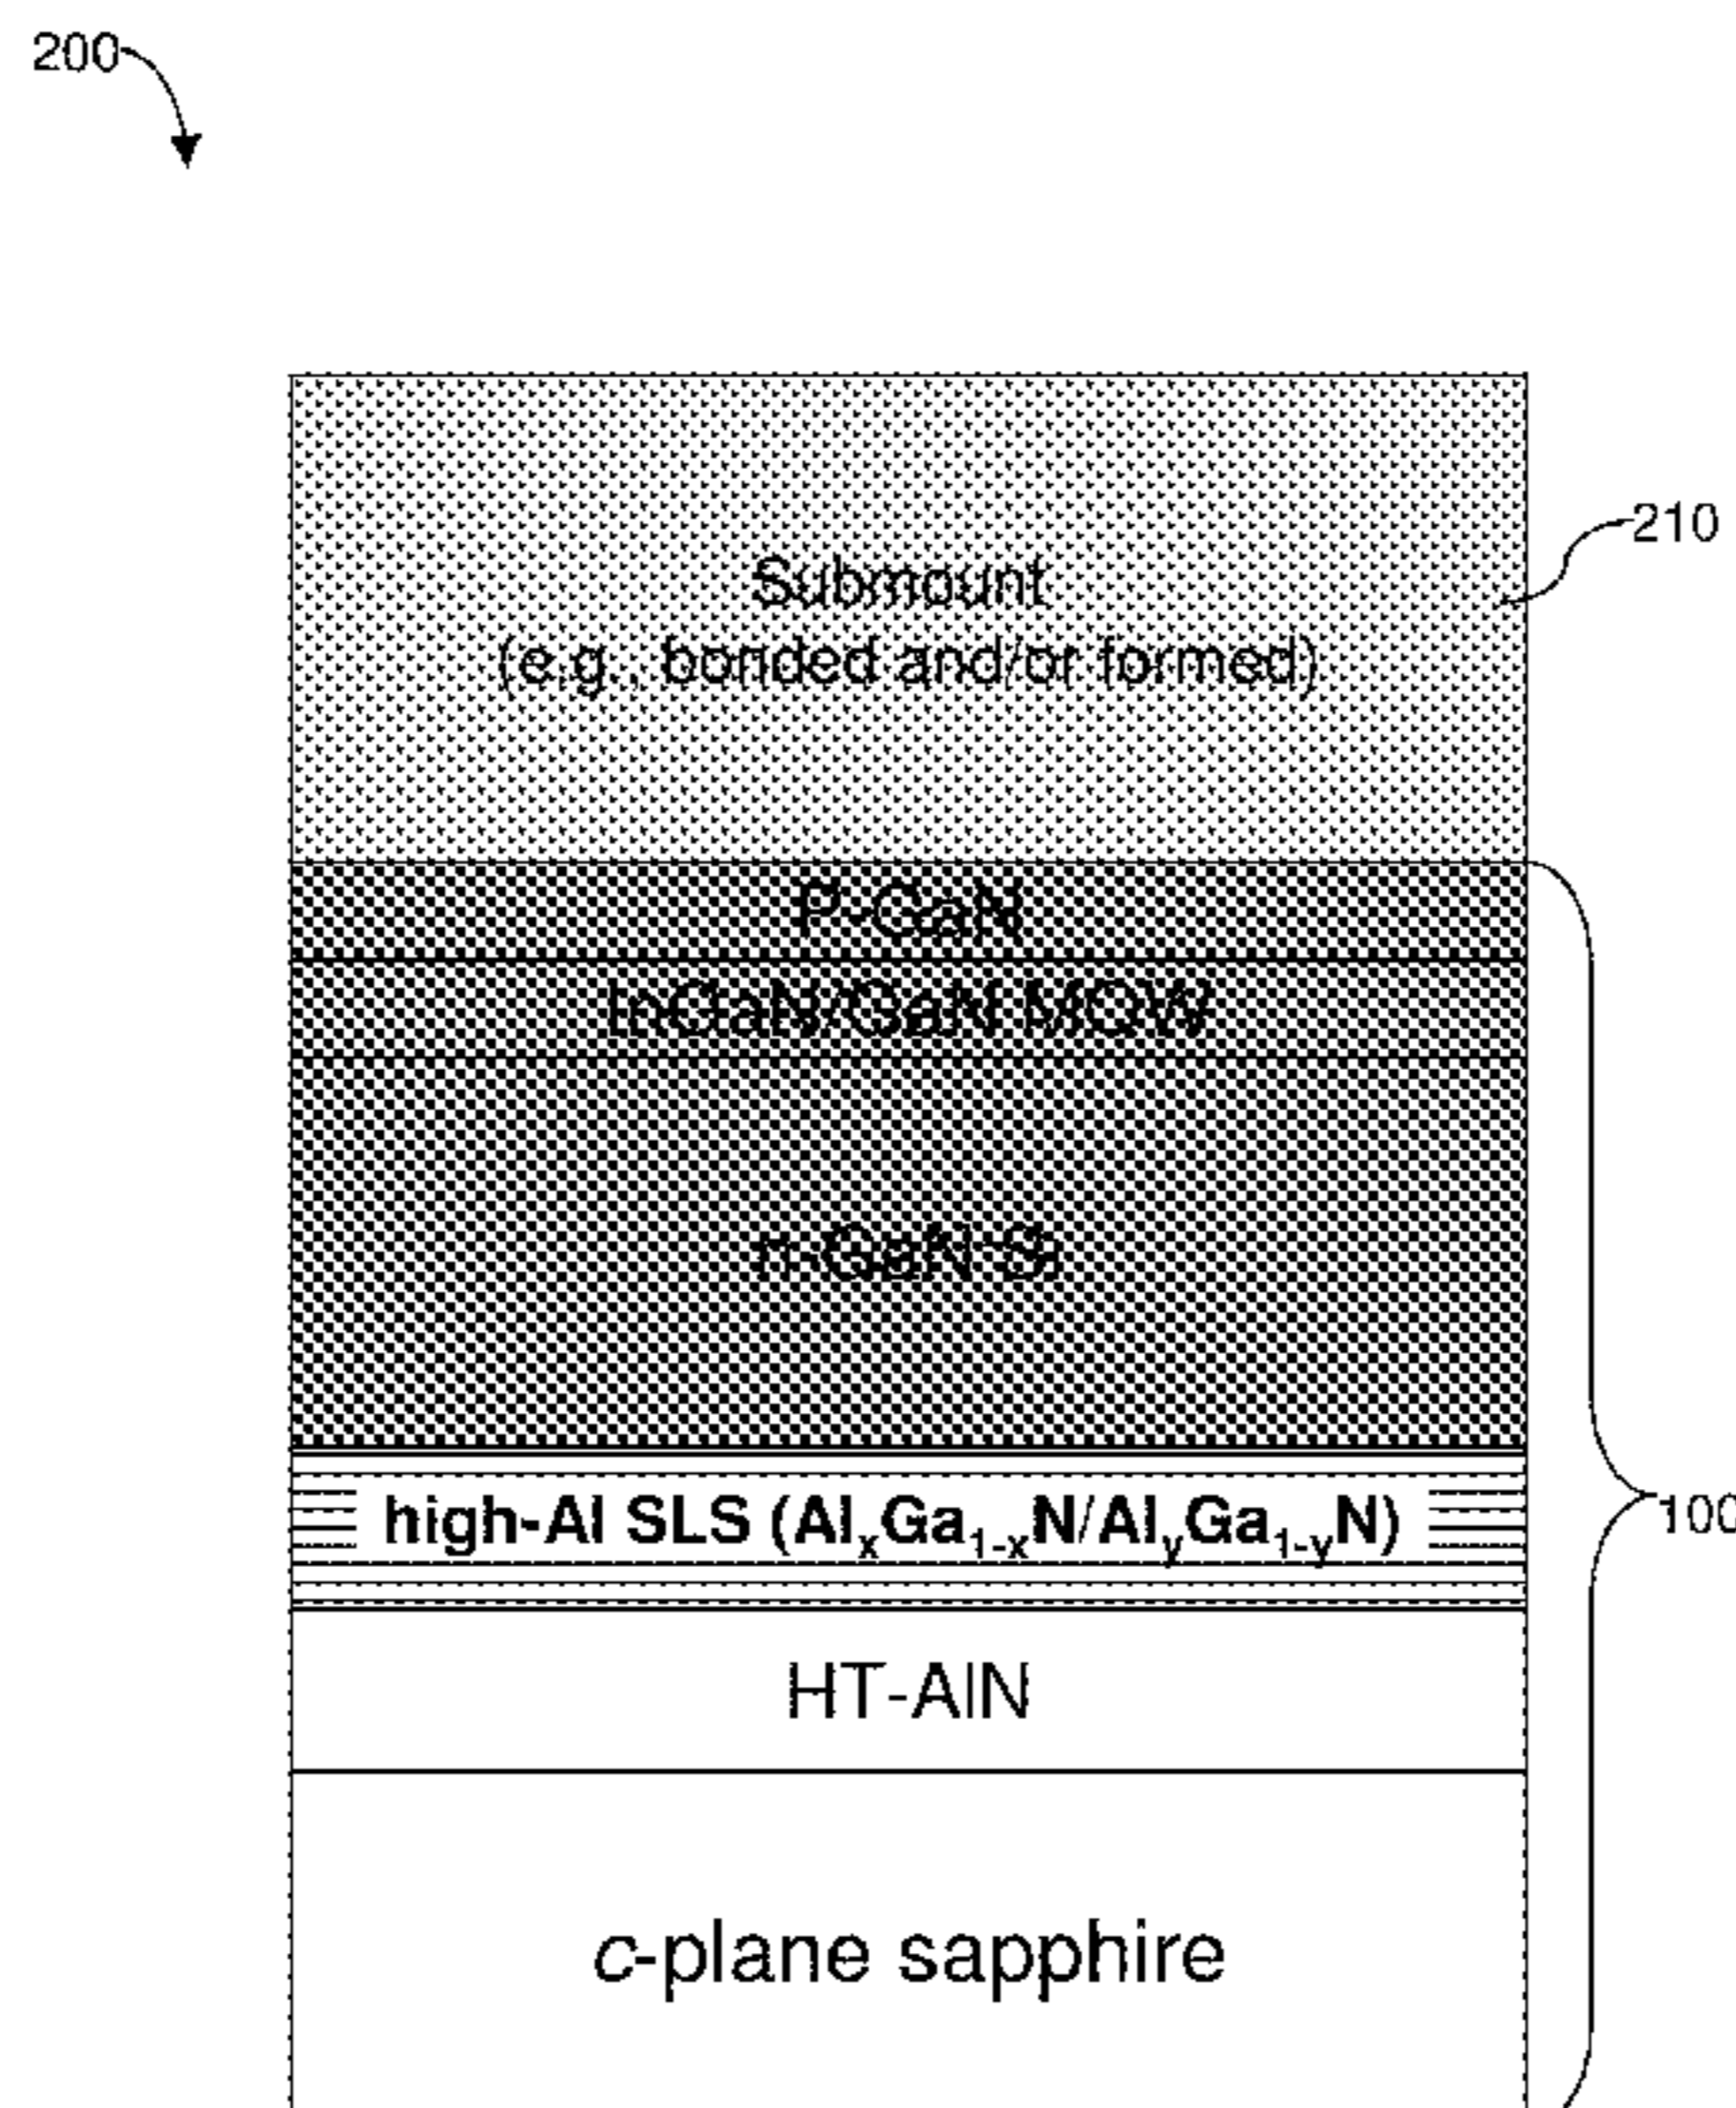 200
210
Submount
(e.g., bonded and/or formed)
P-GaN
InGaN/GaN MQW
n-GaN:Si
high-Al SLS (AlxGa1-xN/AlyGa1-yN)
100
HT-AlN
c-plane sapphire